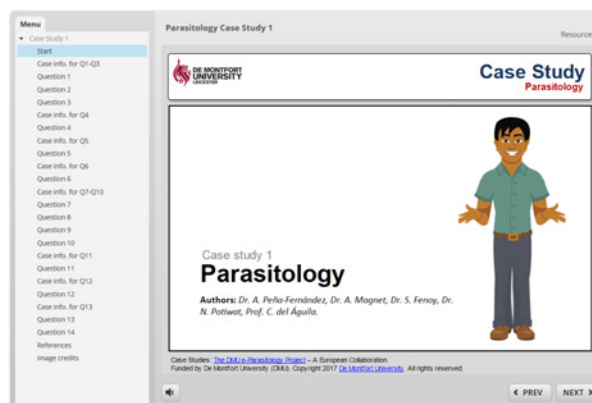 Menu
Case Study 1
Start
Case info. for Q1-Q3
Question 1
Question 2
Question 3
Case info. for Q4
Question 4
Case info. for Q5
Question 5
Case info. for Q6
Question 6
Case info. for Q7-Q10
Question 7
Question 8
Question 9
Question 10
Case info. for Q11
Question 11
Case info. for Q12
Question 12
Case info. for Q13
Question 13
Question 14
References
Image credits
Parasitology Case Study 1
Resource
DE MONTFORT
UNIVERSITY
LEICESTER
Case Study
Parasitology
Case study 1
Parasitology
Authors: Dr. A. Peña-Fernández, Dr. A. Magnet, Dr. S. Fenoy, Dr.
N. Potiwat, Prof. C. del Águila.
Case Studies: The DMU e-Parasitology Project – A European Collaboration.
Funded by De Montfort University (DMU). Copyright 2017 De Montfort University. All rights reserved.
PREV
NEXT